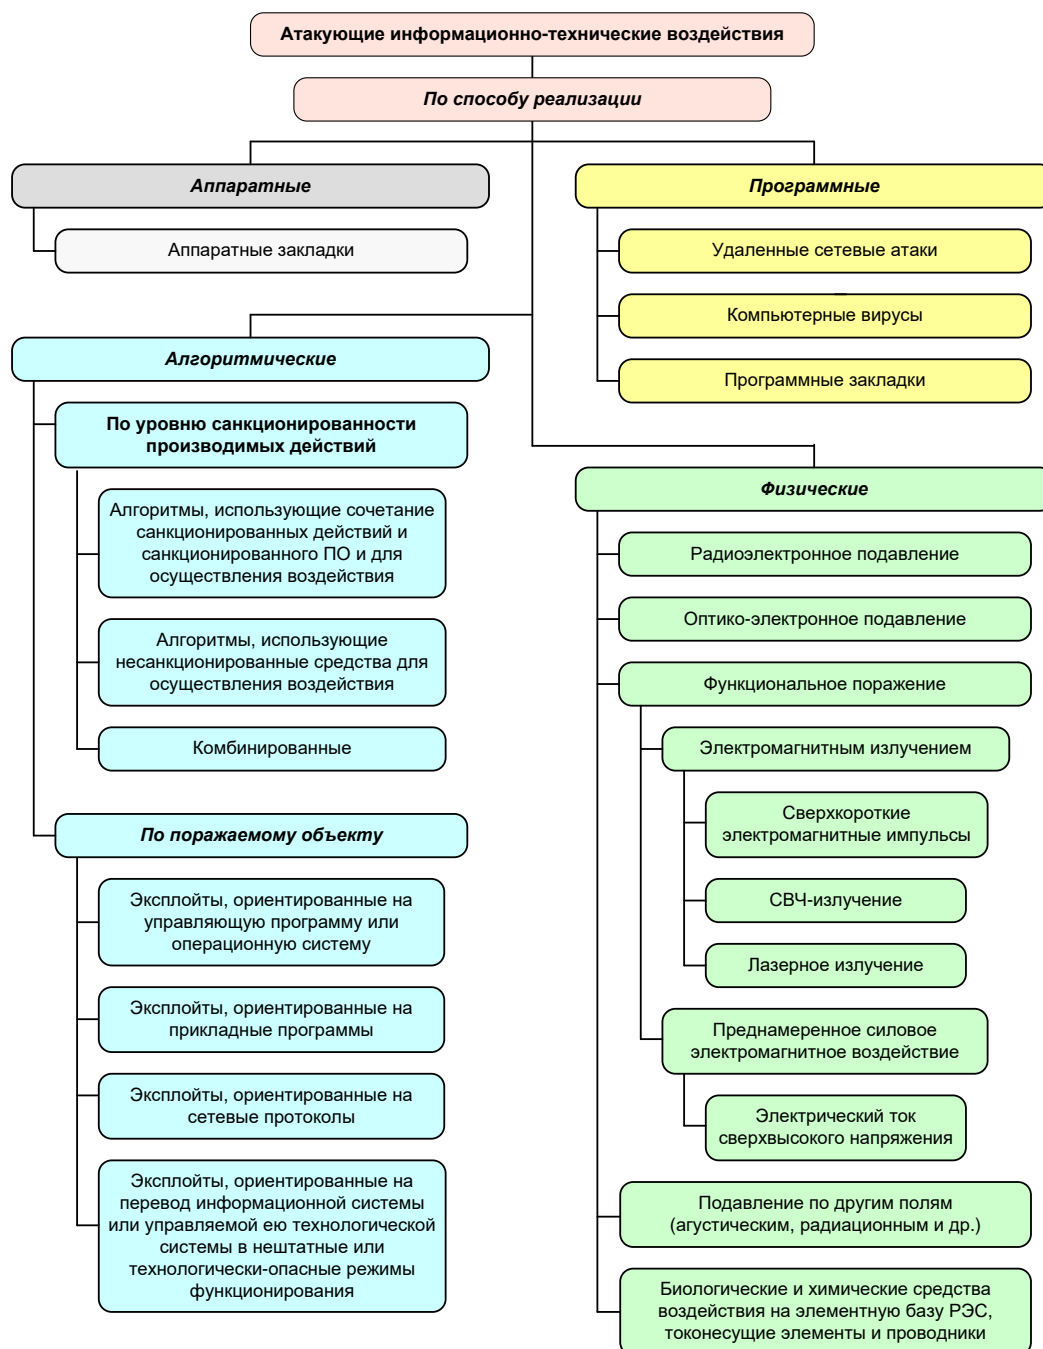 Атакующие информационно-технические воздействия
По способу реализации
Аппаратные
Аппаратные закладки
Программные
Удаленные сетевые атаки
Компьютерные вирусы
Программные закладки
Алгоритмические
По уровню санкционированности
производимых действий
Алгоритмы, использующие сочетание
санкционированных действий и
санкционированного ПО и для
осуществления воздействия
Алгоритмы, использующие
несанкционированные средства для
осуществления воздействия
Комбинированные
По поражаемому объекту
Эксплойты, ориентированные на
управляющую программу или
операционную систему
Эксплойты, ориентированные на
прикладные программы
Эксплойты, ориентированные на
сетевые протоколы
Эксплойты, ориентированные на
перевод информационной системы
или управляемой ею технологической
системы в нештатные или
технологически-опасные режимы
функционирования
Физические
Радиоэлектронное подавление
Оптико-электронное подавление
Функциональное поражение
Электромагнитным излучением
Сверхкороткие
электромагнитные импульсы
СВЧ-излучение
Лазерное излучение
Преднамеренное силовое
электромагнитное воздействие
Электрический ток
сверхвысокого напряжения
Подавление по другим полям
(агустическим, радиационным и др.)
Биологические и химические средства
воздействия на элементную базу РЭС,
токонесущие элементы и проводники